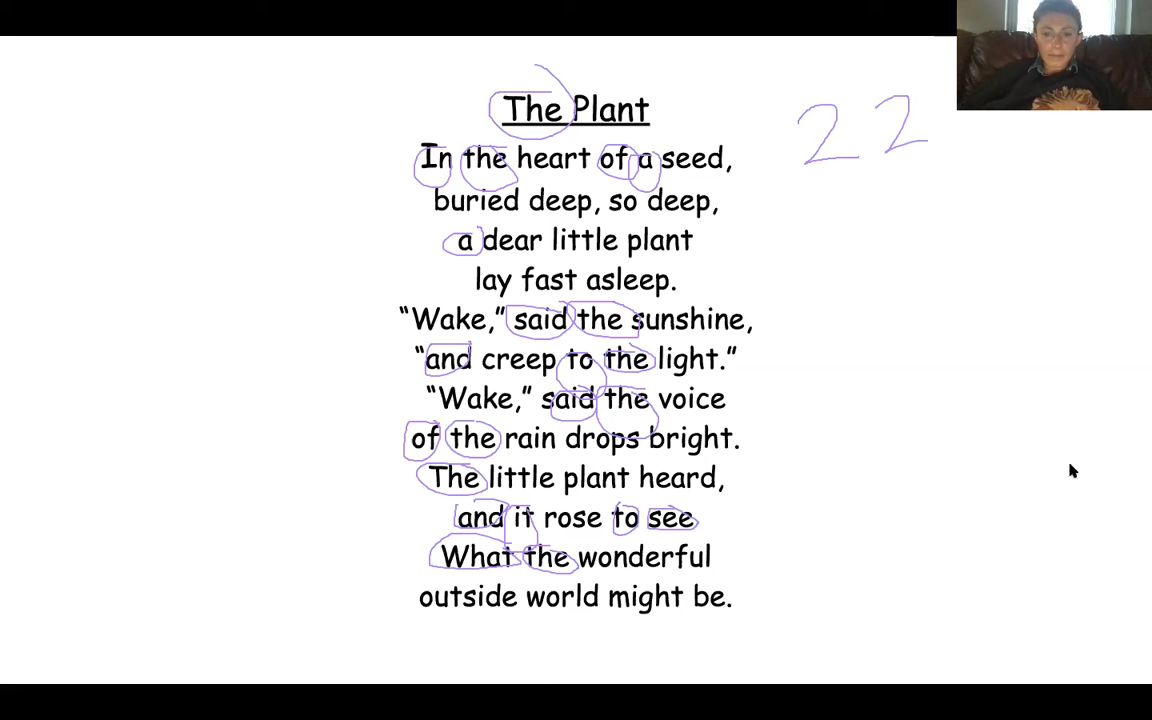 The Plant
22
In the heart of a seed,
buried deep, so deep,
a dear little plant
lay fast asleep.
“Wake,” said the sunshine,
“and creep to the light.”
“Wake,” said the voice
of the rain drops bright.
The little plant heard,
and it rose to see
What the wonderful
outside world might be.